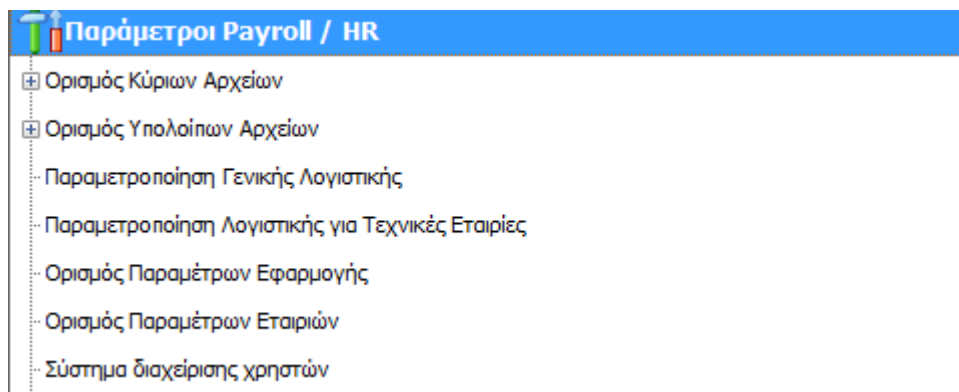 Παράμετροι Payroll / HR
Ορισμός Κύριων Αρχείων
Ορισμός Υπολοίπων Αρχείων
Παραμετροποίηση Γενικής Λογιστικής
Παραμετροποίηση Λογιστικής για Τεχνικές Εταιρίες
Ορισμός Παραμέτρων Εφαρμογής
Ορισμός Παραμέτρων Εταιριών
Σύστημα διαχείρισης χρηστών